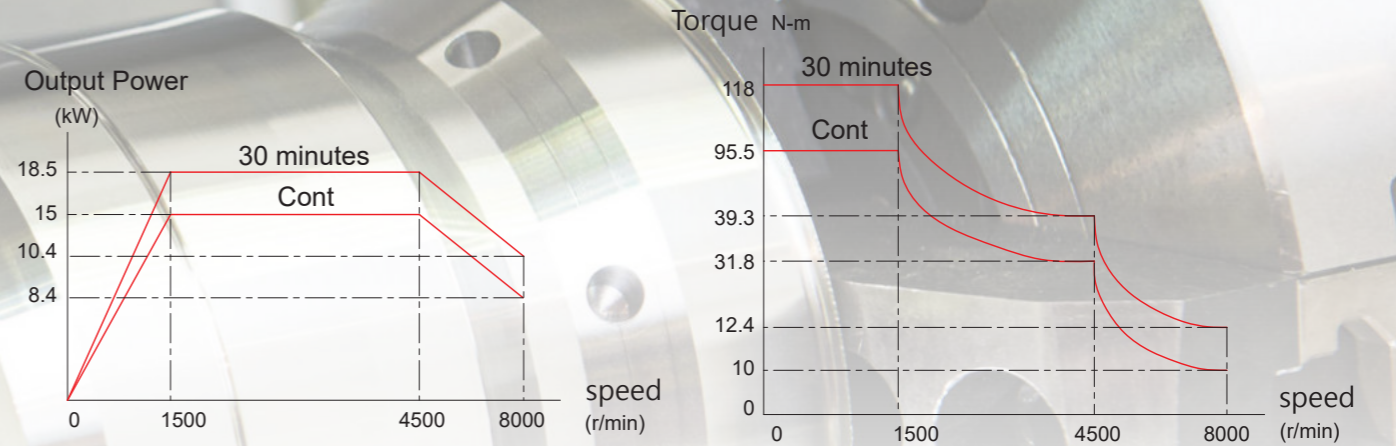 Output Power
(kW)
30 minutes
18.5
Cont
15
10.4
8.4
0 1500 4500 8000
speed
(r/min)
Torque N-m
30 minutes
118
Cont
95.5
39.3
31.8
12.4
10
0
0 1500 4500 8000
speed
(r/min)